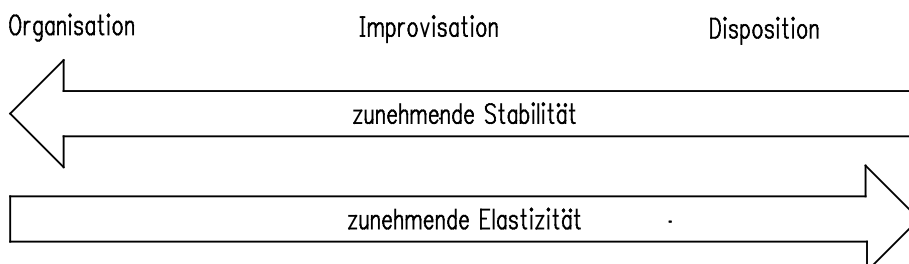 Organisation Improvisation Disposition
zunehmende Stabilität
zunehmende Elastizität